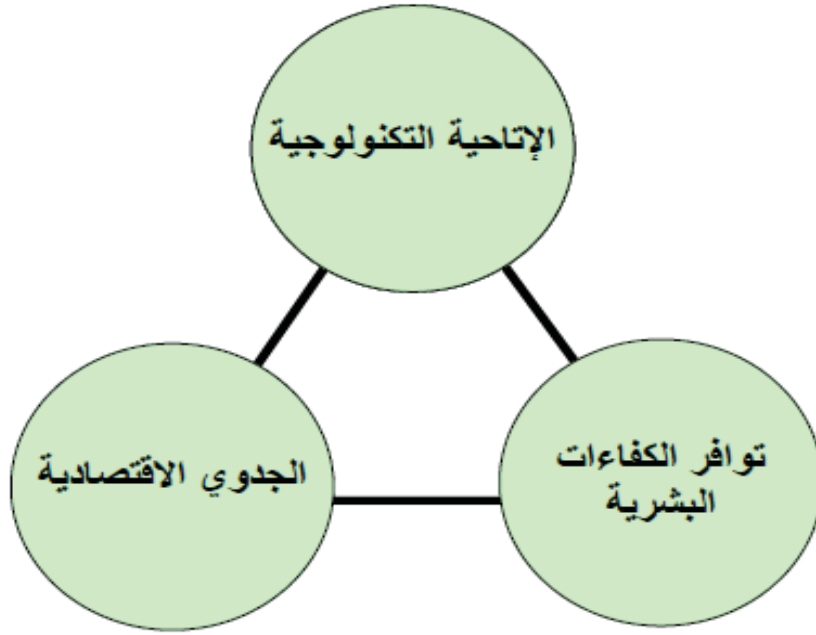 الإتاحية التكنولوجية
توافر الكفاءات
البشرية
الجدوي الاقتصادية